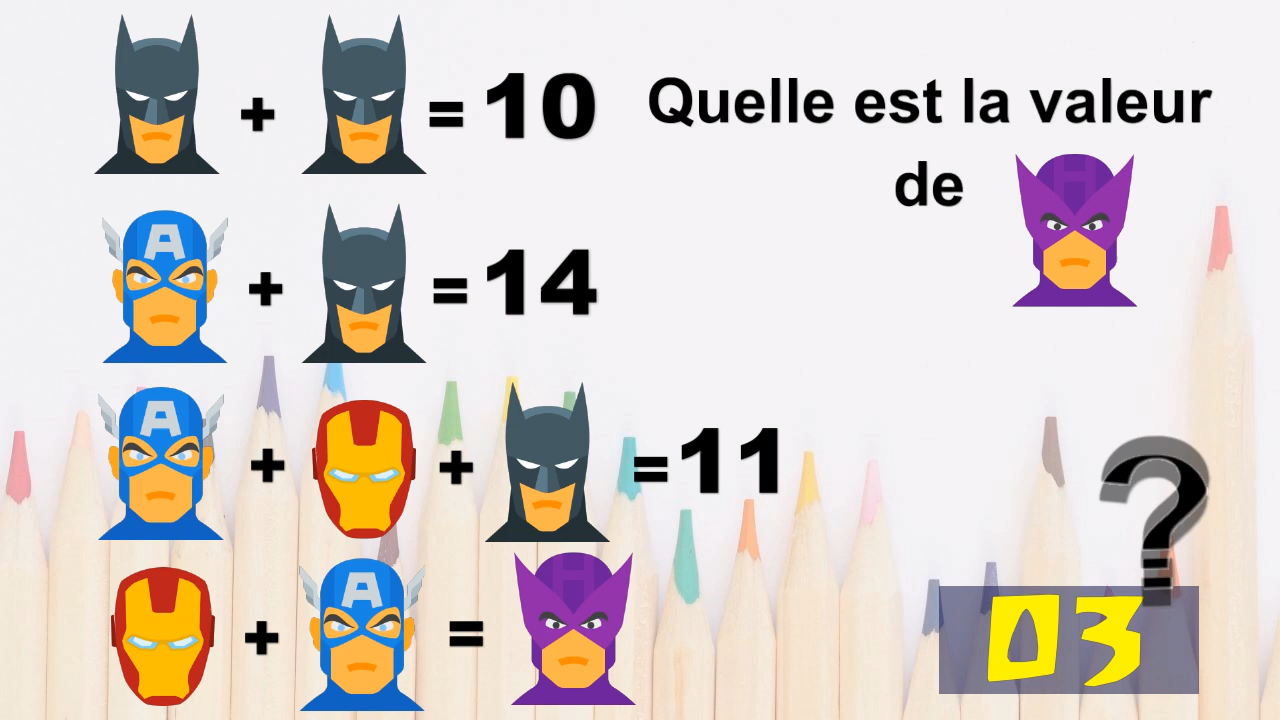 + = 10
Quelle est la valeur
de
A + = 14
A + + = 11
+ A =
?
03